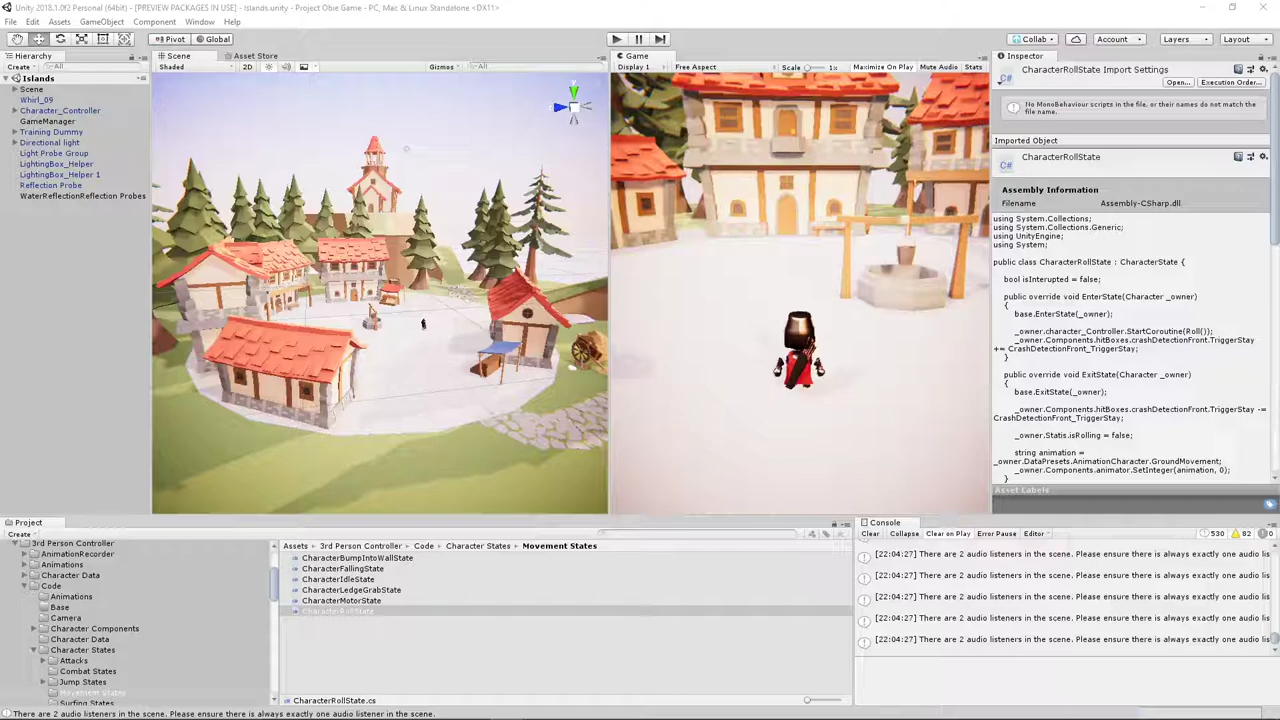 Unity 2018.1.0f2 Personal (64bit) - Islands.unity - Project Obie Game - PC, Mac & Linux Standalone [PREVIEW PACKAGES IN USE] <DX11>
File Edit Assets GameObject Component Window Help
Pivot Global Collab Account Layers Layout
Hierarchy
Create All
Islands
Scene
Whirl_09
Character_Controller
GameManager
Training Dummy
Directional light
Light Probe Group
LightingBox_Helper
LightingBox_Helper 1
Reflection Probe
WaterReflectionReflection Probes
Scene Asset Store
Shaded 2D Gizmos All
Game
Display 1 Free Aspect Scale 1x Maximize On Play Mute Audio Stats
Inspector
CharacterRollState Import Settings
Open... Execution Order...
No MonoBehaviour scripts in the file, or their names do not match the
file name.
Imported Object
CharacterRollState
Assembly Information
Filename Assembly-CSharp.dll
using System.Collections;
using System.Collections.Generic;
using UnityEngine;
using System;
public class CharacterRollState : CharacterState {
bool isInterupted = false;
public override void EnterState(Character _owner)
{
base.EnterState(_owner);
_owner.character_Controller.StartCoroutine(Roll());
_owner.Components.hitBoxes.crashDetectionFront.TriggerStay
+= CrashDetectionFront_TriggerStay;
}
public override void ExitState(Character _owner)
{
base.ExitState(_owner);
_owner.Components.hitBoxes.crashDetectionFront.TriggerStay -=
CrashDetectionFront_TriggerStay;
_owner.Statis.isRolling = false;
string animation =
_owner.DataPresets.AnimationCharacter.GroundMovement;
_owner.Components.animator.SetInteger(animation, 0);
}
Asset Labels
Project
Create
3rd Person Controller
AnimationRecorder
Animations
Character Data
Code
Animations
Base
Camera
Character Components
Character Data
Character States
Attacks
Combat States
Jump States
Movement States
Surfing States
Assets 3rd Person Controller Code Character States Movement States
CharacterBumpIntoWallState
CharacterFallingState
CharacterIdleState
CharacterLedgeGrabState
CharacterMotorState
CharacterRollState
CharacterRollState.cs
Console
Clear Collapse Clear on Play Error Pause Editor 530 82 0
[22:04:27] There are 2 audio listeners in the scene. Please ensure there is always exactly one audio lis
[22:04:27] There are 2 audio listeners in the scene. Please ensure there is always exactly one audio lis
[22:04:27] There are 2 audio listeners in the scene. Please ensure there is always exactly one audio lis
[22:04:27] There are 2 audio listeners in the scene. Please ensure there is always exactly one audio lis
[22:04:27] There are 2 audio listeners in the scene. Please ensure there is always exactly one audio lis
There are 2 audio listeners in the scene. Please ensure there is always exactly one audio listener in the scene.